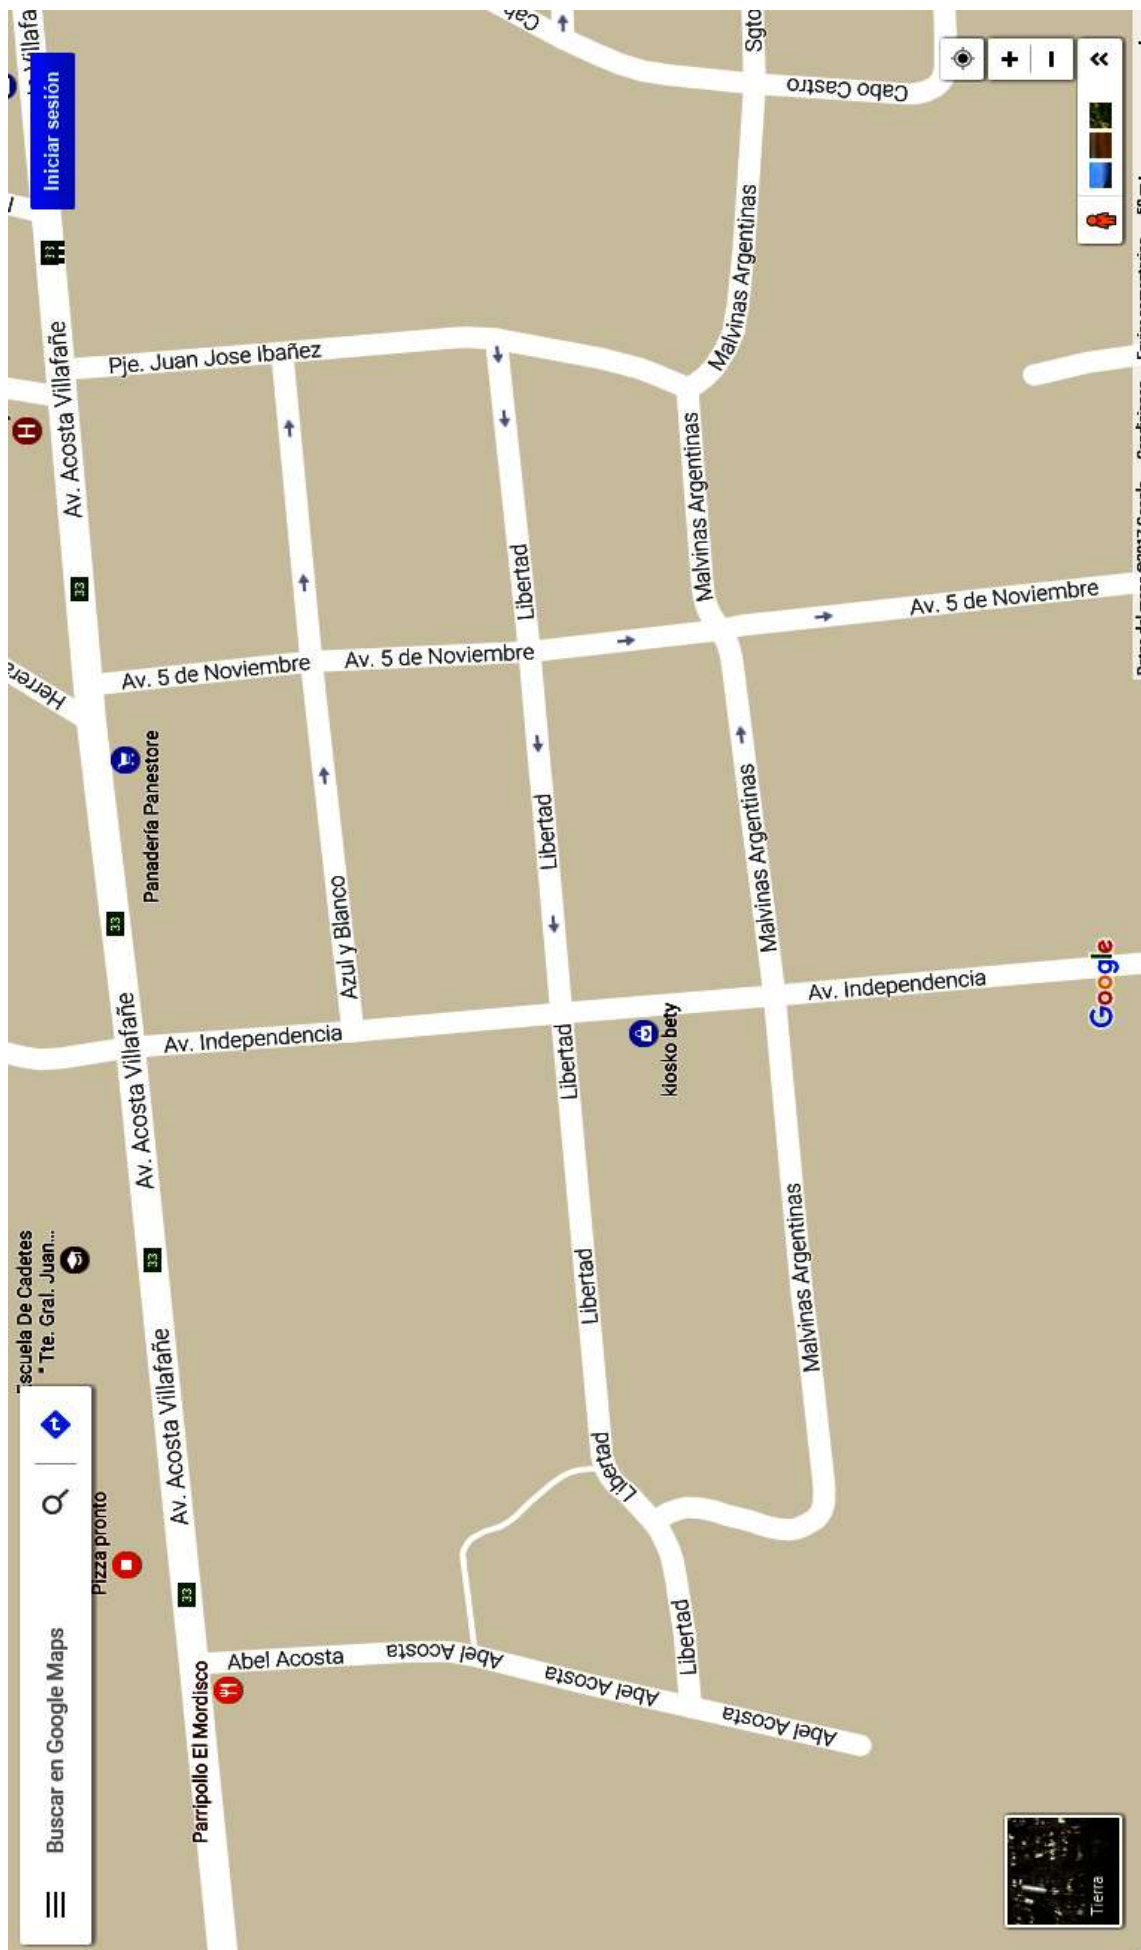 Buscar en Google Maps
Iniciar sesión
Escuela De Cadetes
" Tte. Gral. Juan...
Pizza pronto
Parripollo El Mordisco
Av. Acosta Villafañe
Av. Acosta Villafañe
Av. Acosta Villafañe
33
33
33
33
33
Herrera
H
Panadería Panestore
Abel Acosta
Abel Acosta
Abel Acosta
Abel Acosta
Av. Independencia
Av. Independencia
Azul y Blanco
Av. 5 de Noviembre
Av. 5 de Noviembre
Av. 5 de Noviembre
Pje. Juan Jose Ibañez
Libertad
Libertad
Libertad
Libertad
Libertad
Libertad
kiosko bety
Malvinas Argentinas
Malvinas Argentinas
Malvinas Argentinas
Malvinas Argentinas
Malvinas Argentinas
Cabo Castro
Sgto
Cabo
Tierra
Google